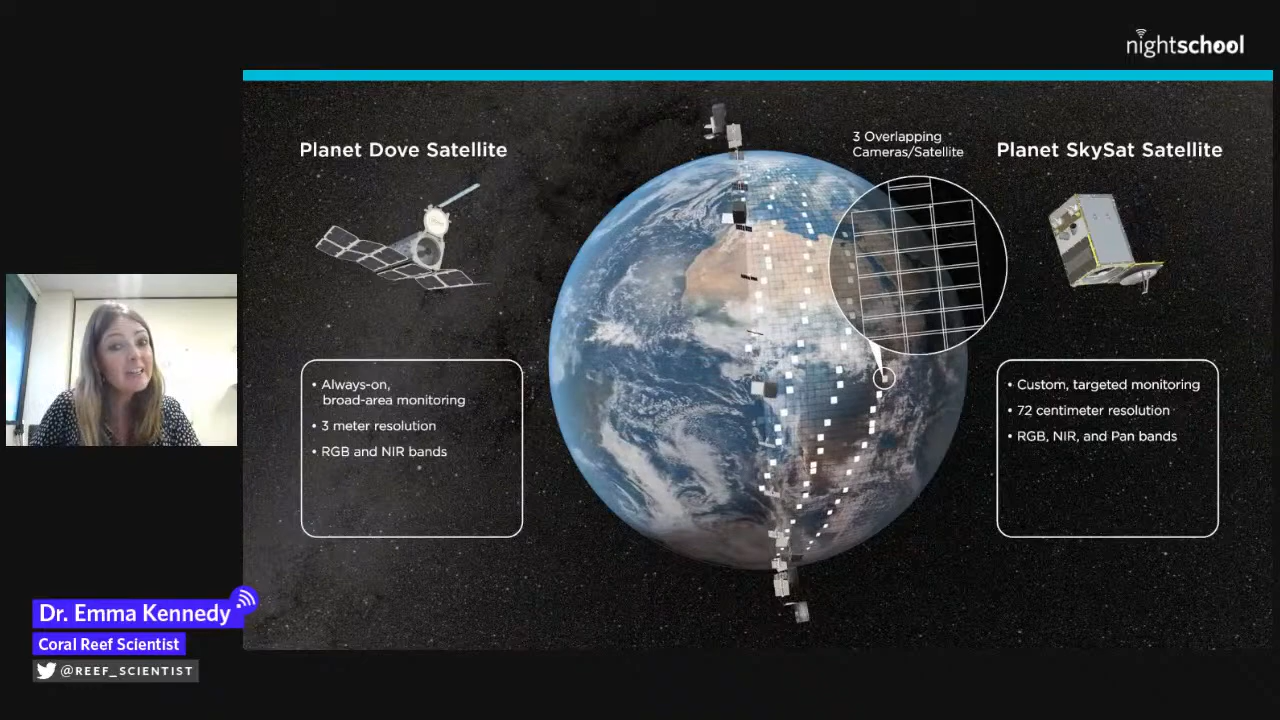 nightschool
Planet Dove Satellite
3 Overlapping
Cameras/Satellite
Planet SkySat Satellite
• Always-on,
broad-area monitoring
• 3 meter resolution
• RGB and NIR bands
• Custom, targeted monitoring
• 72 centimeter resolution
• RGB, NIR, and Pan bands
Dr. Emma Kennedy
Coral Reef Scientist
@REEF_SCIENTIST